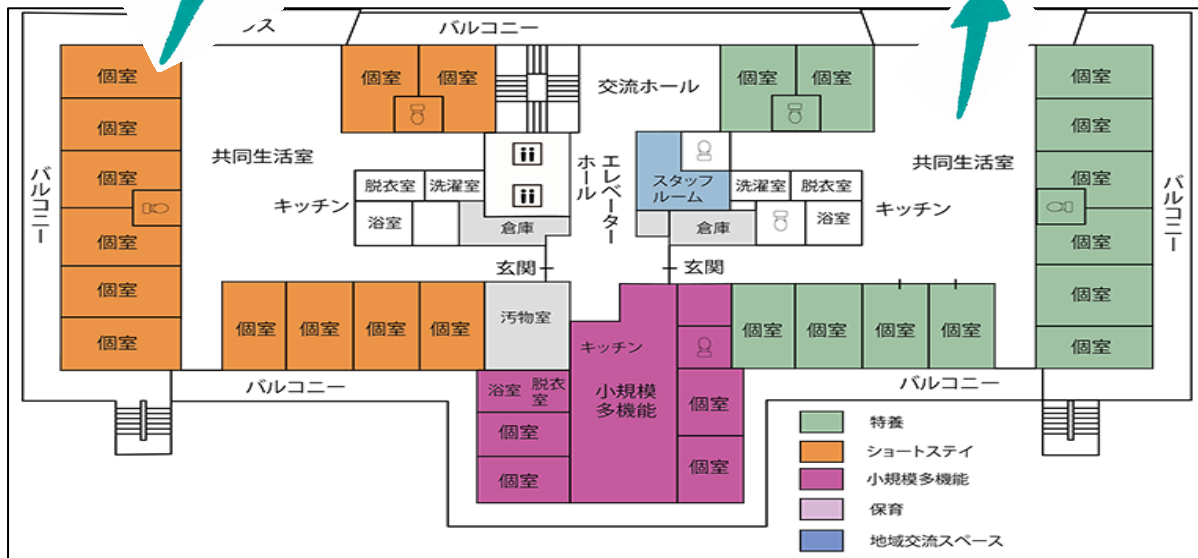 バルコニー
個室
個室
個室
個室
個室
個室
バルコニー
共同生活室
個室
個室
交流ホール
個室
個室
エレベーター
ホール
スタッフ
ルーム
脱衣室
洗濯室
浴室
キッチン
倉庫
洗濯室
脱衣室
倉庫
浴室
キッチン
共同生活室
個室
個室
個室
個室
個室
個室
バルコニー
玄関
玄関
個室
個室
個室
個室
汚物室
キッチン
小規模
多機能
浴室
脱衣
室
個室
個室
個室
個室
個室
個室
個室
個室
バルコニー
バルコニー
特養
ショートステイ
小規模多機能
保育
地域交流スペース